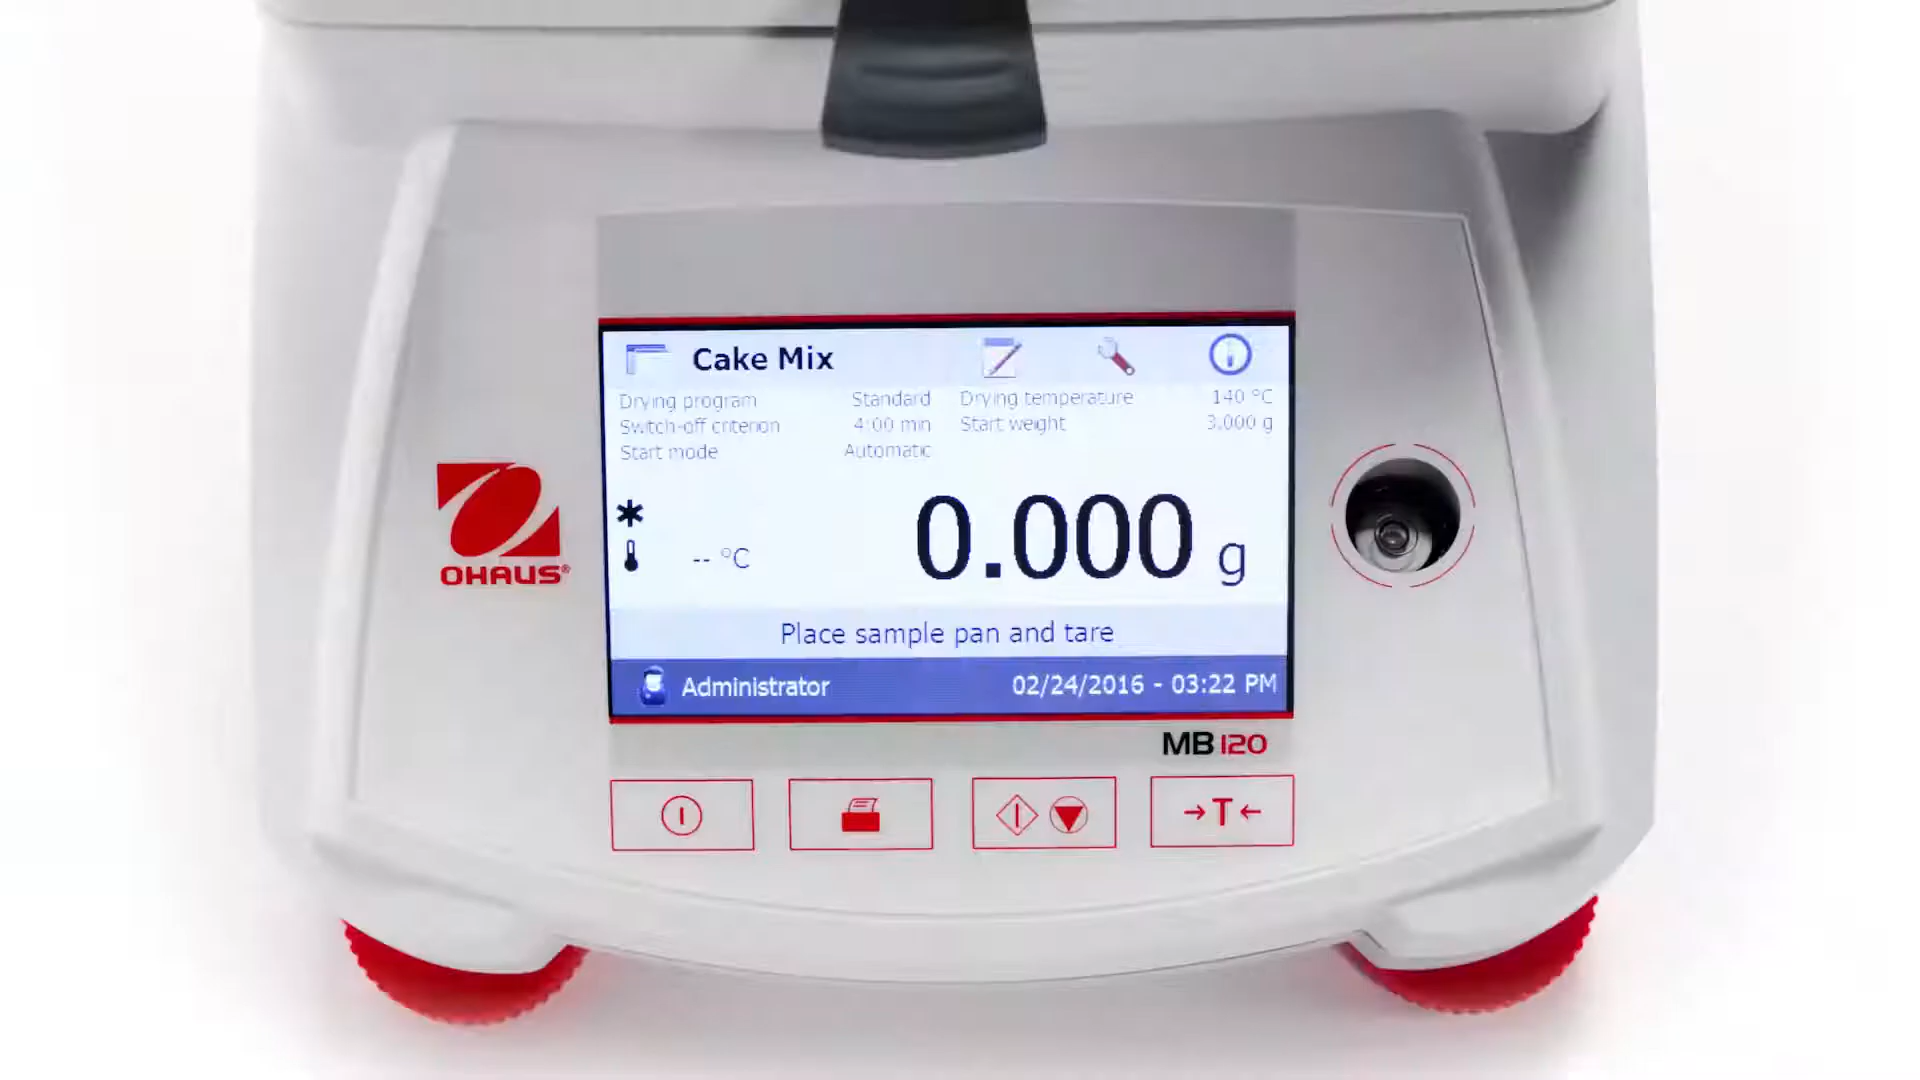 Cake Mix
Drying program Standard Drying temperature 140 °C
Switch-off criterion 4:00 min Start weight 3.000 g
Start mode Automatic
0.000 g
-- °C
Place sample pan and tare
Administrator 02/24/2016 - 03:22 PM
OHAUS®
MB120
→T←